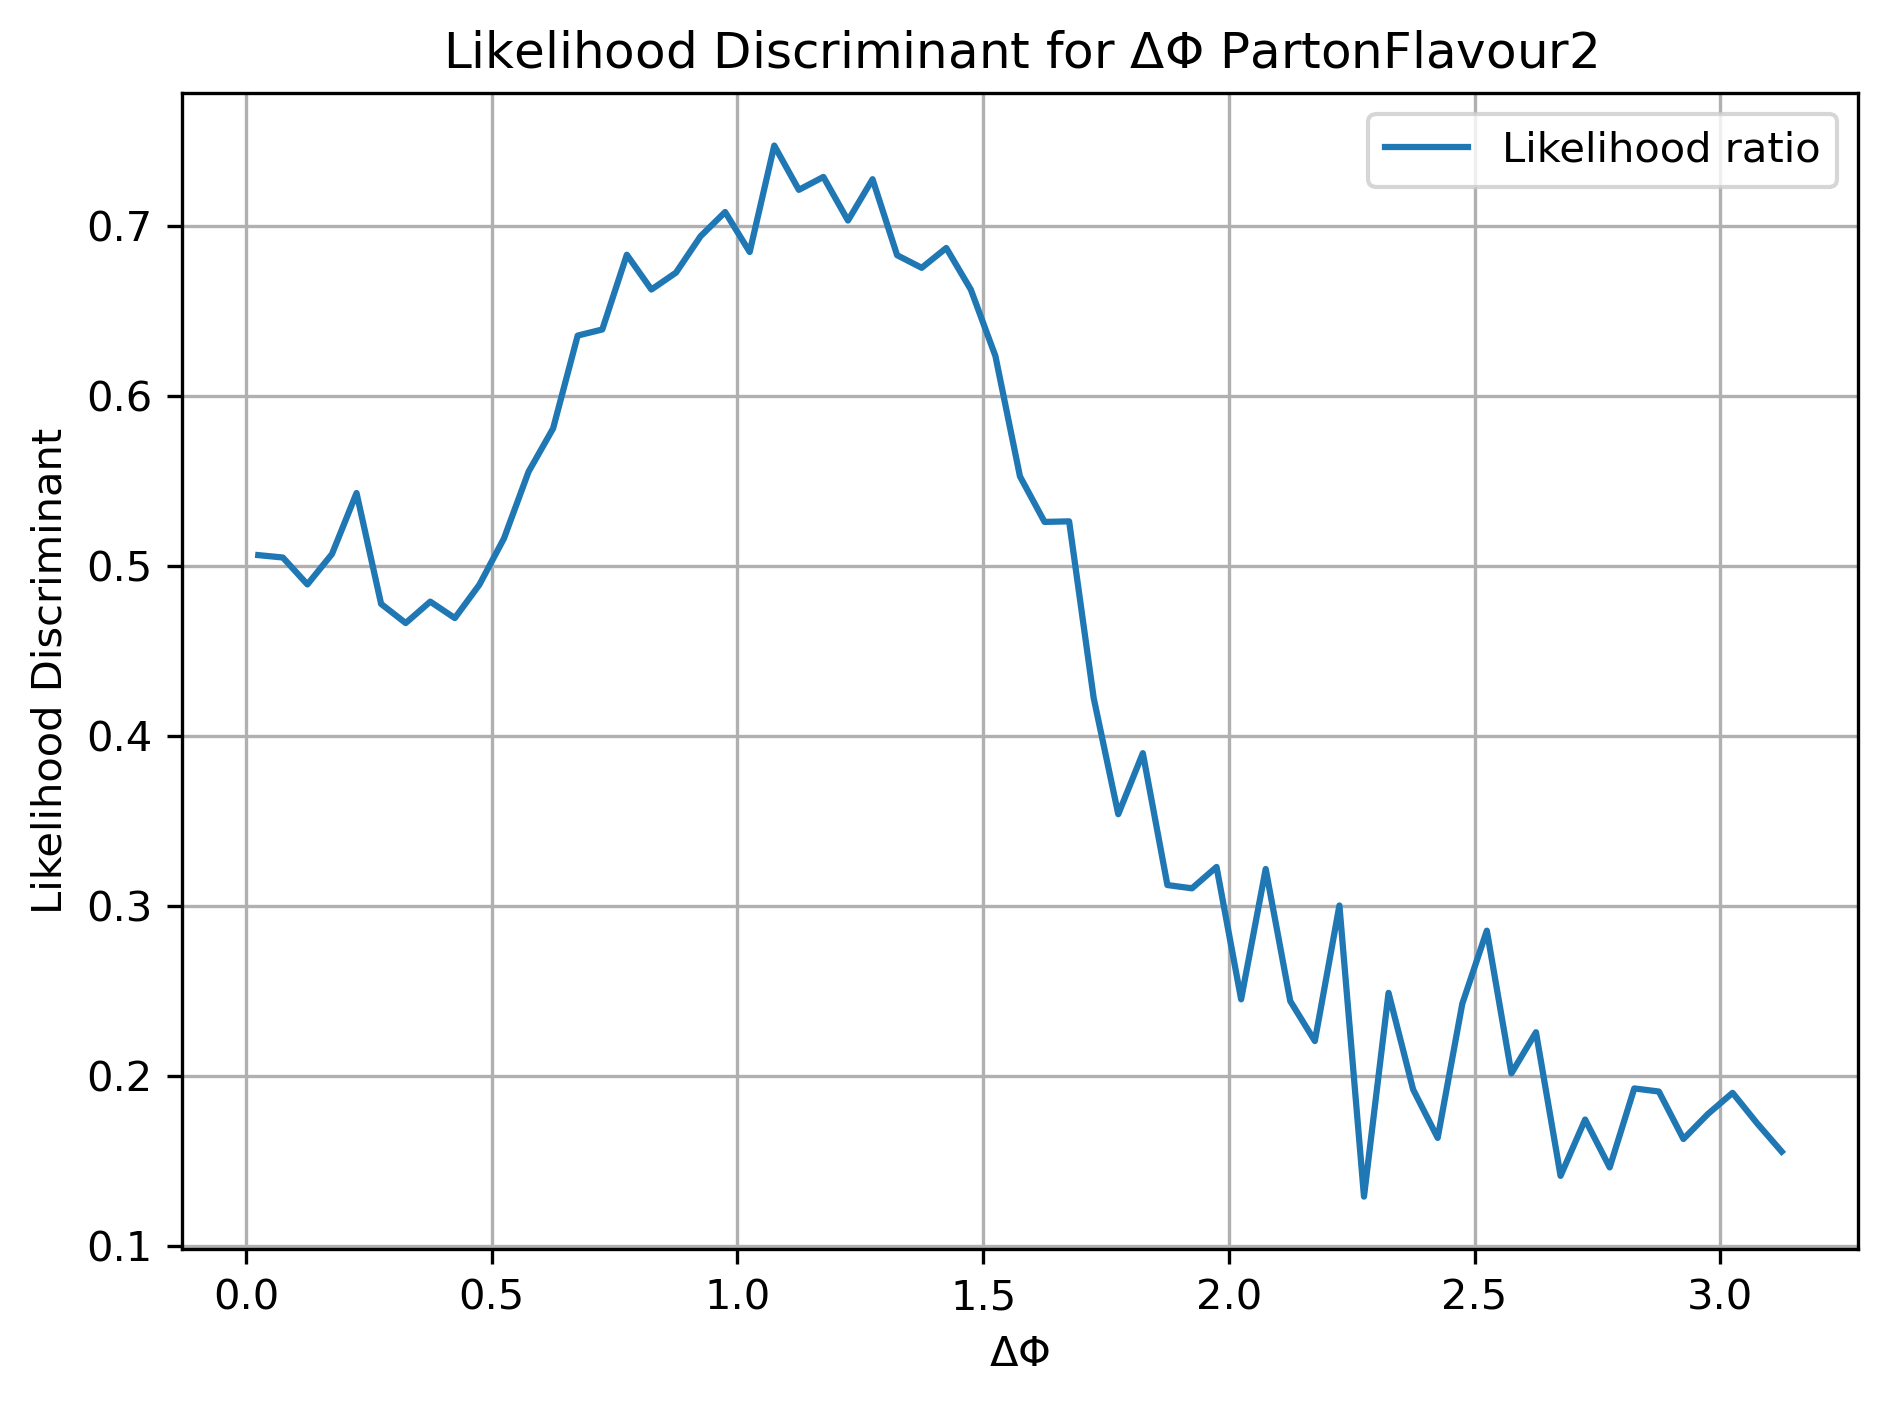 Likelihood Discriminant for ΔΦ PartonFlavour2
Likelihood ratio
Likelihood Discriminant
0.7
0.6
0.5
0.4
0.3
0.2
0.1
0.0 0.5 1.0 1.5 2.0 2.5 3.0
ΔΦ